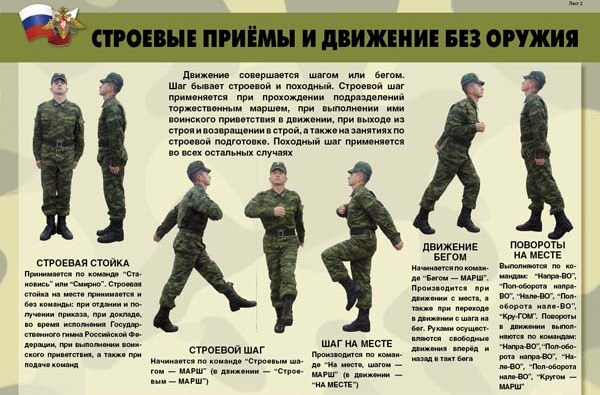 Лист 2
СТРОЕВЫЕ ПРИЁМЫ И ДВИЖЕНИЕ БЕЗ ОРУЖИЯ
Движение совершается шагом или бегом.
Шаг бывает строевой и походный. Строевой шаг
применяется при прохождении подразделений
торжественным маршем, при выполнении ими
воинского приветствия в движении, при выходе из
строя и возвращении в строй, а также на занятиях по
строевой подготовке. Походный шаг применяется
во всех остальных случаях
СТРОЕВАЯ СТОЙКА
Принимается по команде “Ста-
новись” или “Смирно”. Строевая
стойка на месте принимается и
без команды: при отдании и по-
лучении приказа, при докладе,
во время исполнения Государс-
твенного гимна Российской Фе-
дерации, при выполнении воин-
ского приветствия, а также при
подаче команд
СТРОЕВОЙ ШАГ
Начинается по команде “Строевым ша-
гом — МАРШ” (в движении — “Строе-
вым — МАРШ”)
ШАГ НА МЕСТЕ
Производится по коман-
де “На месте, шагом —
МАРШ” (в движении —
“НА МЕСТЕ”)
ДВИЖЕНИЕ
БЕГОМ
Начинается по коман-
де “Бегом — МАРШ”.
Производится при
движении с места, а
также при переходе
в движении с шага на
бег. Руками осущест-
вляются свободные
движения вперёд и
назад в такт бега
ПОВОРОТЫ
НА МЕСТЕ
Выполняются по ко-
мандам: “Напра-ВО”,
“Пол-оборота напра-
ВО”, “Нале-ВО”, “Пол-
оборота нале-ВО”,
“Кру-ГОМ”. Повороты
в движении выпол-
няются по командам:
“Напра-ВО”, “Пол-обо-
рота напра-ВО”, “На-
ле-ВО”, “Пол-оборота
нале-ВО”, “Кругом —
МАРШ”